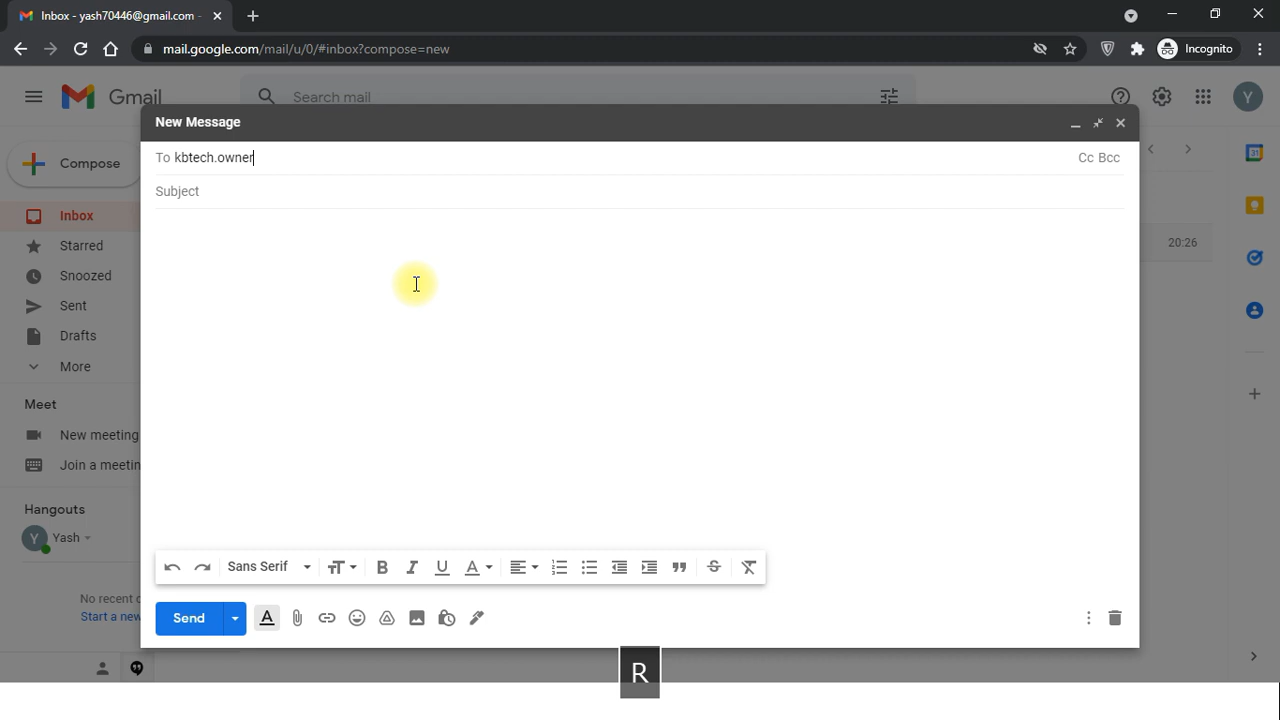 Inbox - yash70446@gmail.com -
mail.google.com/mail/u/0/#inbox?compose=new
Incognito
Gmail
Search mail
Y
New Message
To kbtech.owner
Cc Bcc
Compose
Subject
Inbox
20:26
Starred
Snoozed
Sent
Drafts
More
Meet
New meeting
Join a meetin
Hangouts
Y Yash
Sans Serif
No recent c
Start a new
Send
R